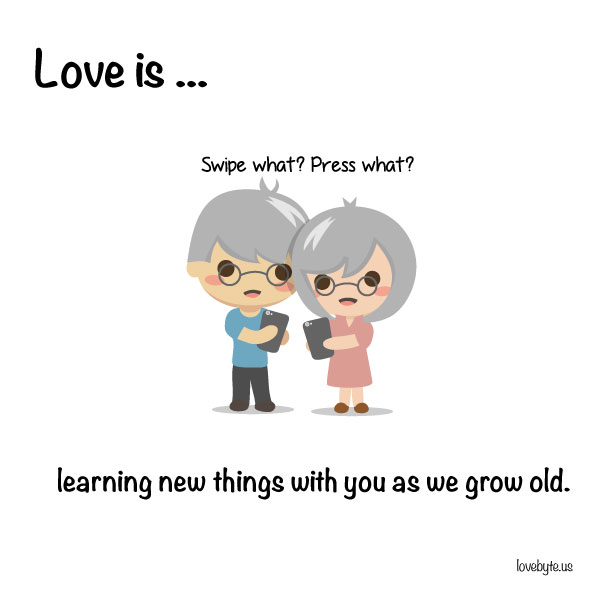 Love is ...
Swipe what? Press what?
learning new things with you as we grow old.
lovebyte.us